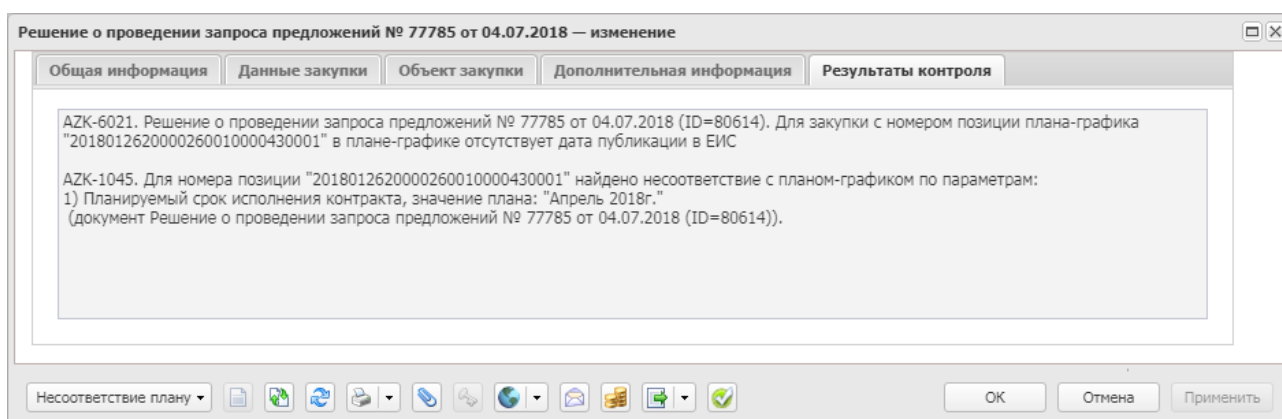 Решение о проведении запроса предложений № 77785 от 04.07.2018 — изменение
Общая информация Данные закупки Объект закупки Дополнительная информация Результаты контроля
AZK-6021. Решение о проведении запроса предложений № 77785 от 04.07.2018 (ID=80614). Для закупки с номером позиции плана-графика
"2018012620000260010000430001" в плане-графике отсутствует дата публикации в ЕИС
AZK-1045. Для номера позиции "2018012620000260010000430001" найдено несоответствие с планом-графиком по параметрам:
1) Планируемый срок исполнения контракта, значение плана: "Апрель 2018г."
(документ Решение о проведении запроса предложений № 77785 от 04.07.2018 (ID=80614)).
Несоответствие плану OK Отмена Применить